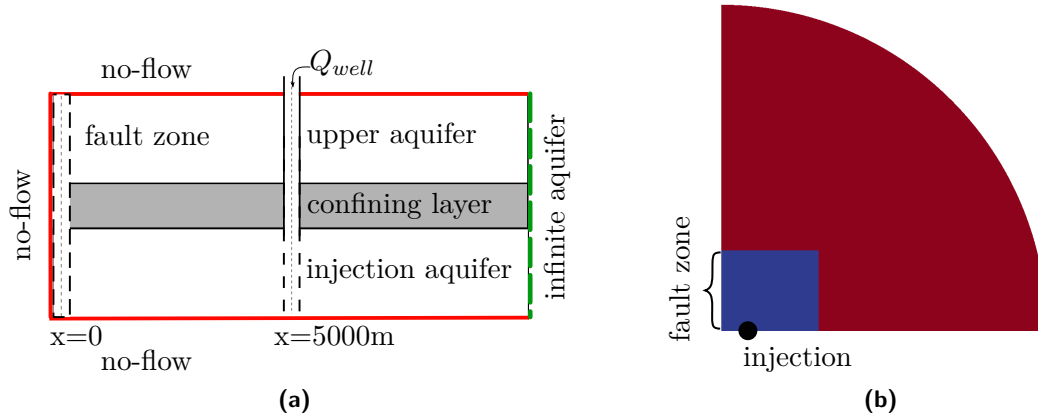 no-flow
Q_well
fault zone
upper aquifer
no-flow
confining layer
infinite aquifer
injection aquifer
x=0
x=5000m
no-flow
(a)
fault zone
injection
(b)